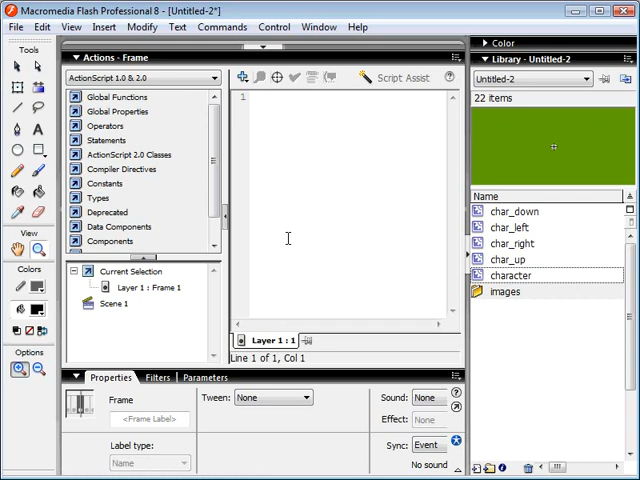 Macromedia Flash Professional 8 - [Untitled-2*]
File Edit View Insert Modify Text Commands Control Window Help
Tools
View
Colors
Options
Actions - Frame
ActionScript 1.0 & 2.0
Global Functions
Global Properties
Operators
Statements
ActionScript 2.0 Classes
Compiler Directives
Constants
Types
Deprecated
Data Components
Components
Current Selection
Layer 1 : Frame 1
Scene 1
Script Assist
1
Layer 1 : 1
Line 1 of 1, Col 1
Properties Filters Parameters
Frame
<Frame Label>
Label type:
Name
Tween: None
Sound: None
Effect: None
Sync: Event
No sound
Color
Library - Untitled-2
Untitled-2
22 items
Name
char_down
char_left
char_right
char_up
character
images